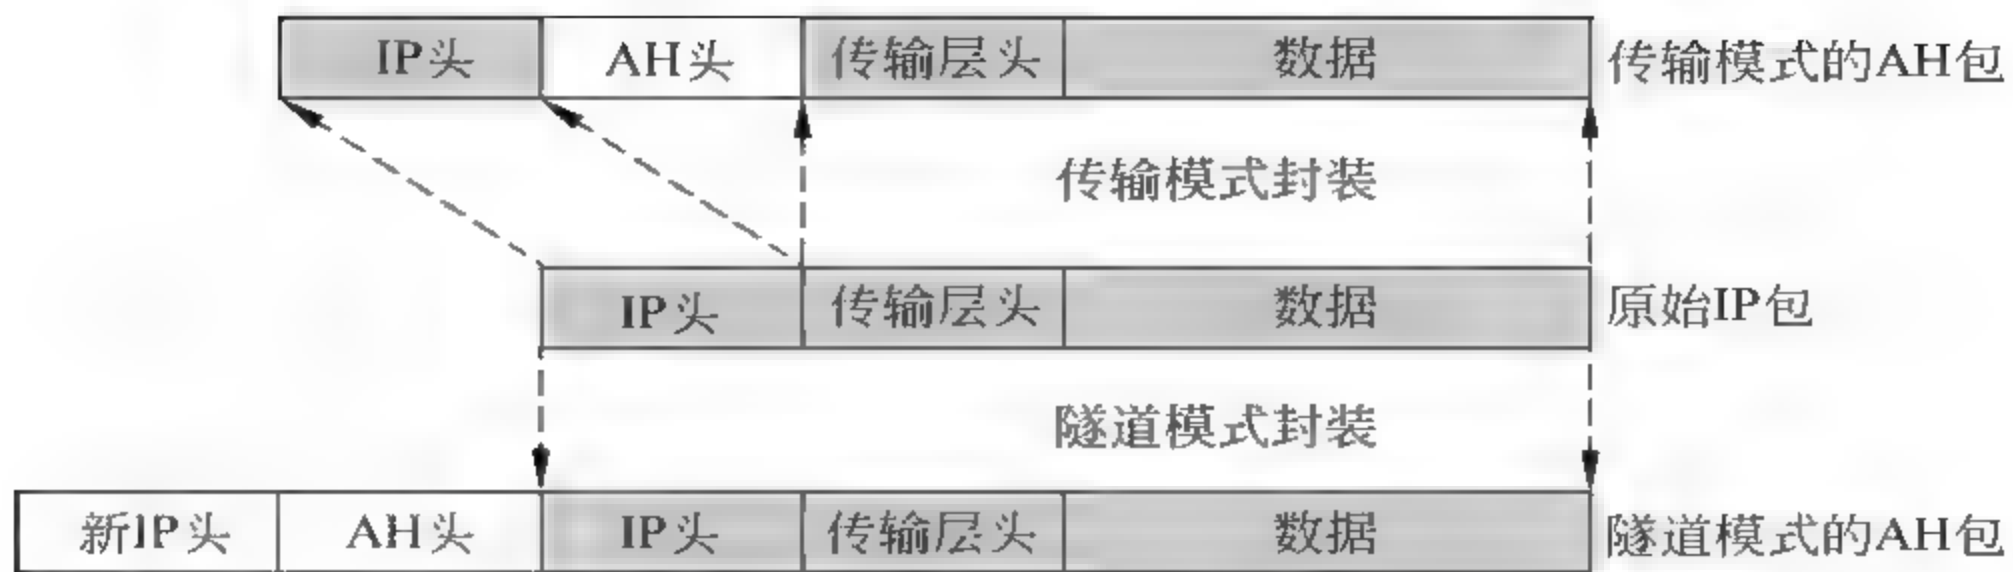 IP头 AH头 传输层头 数据 传输模式的AH包
传输模式封装
IP头 传输层头 数据 原始IP包
隧道模式封装
新IP头 AH头 IP头 传输层头 数据 隧道模式的AH包